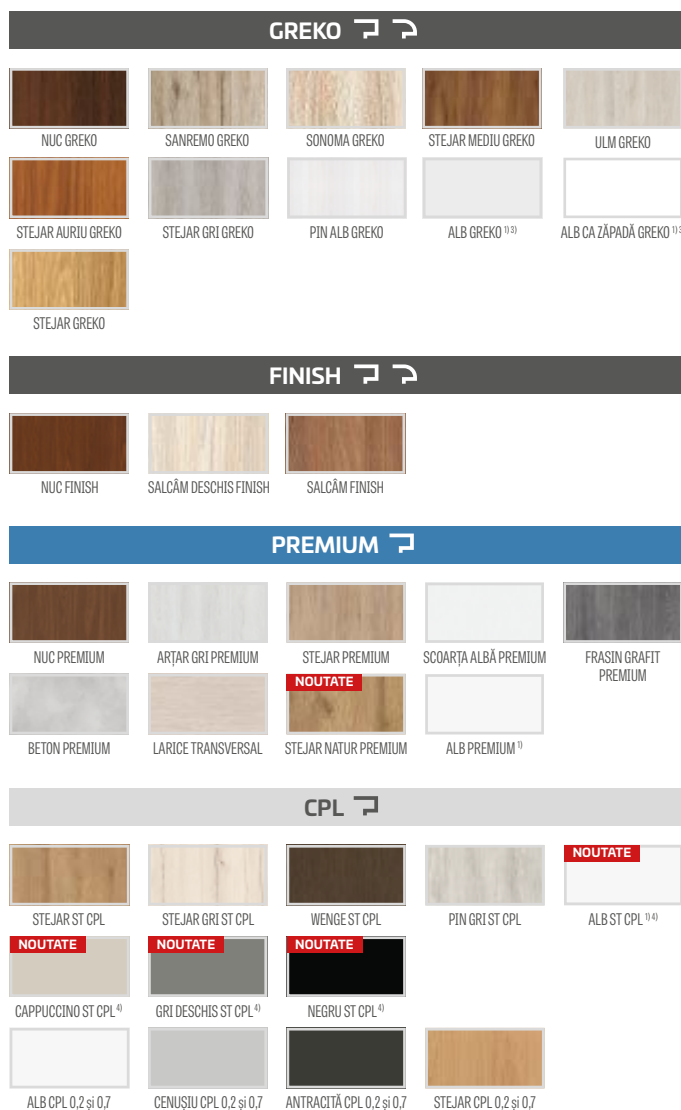 GREKO
NUC GREKO
SANREMO GREKO
SONOMA GREKO
STEJAR MEDIU GREKO
ULM GREKO
STEJAR AURIU GREKO
STEJAR GRI GREKO
PIN ALB GREKO
ALB GREKO 1) 3)
ALB CA ZĂPADĂ GREKO 1) 3
STEJAR GREKO
FINISH
NUC FINISH
SALCÂM DESCHIS FINISH
SALCÂM FINISH
PREMIUM
NUC PREMIUM
ARȚAR GRI PREMIUM
STEJAR PREMIUM
SCOARȚA ALBĂ PREMIUM
FRASIN GRAFIT
PREMIUM
BETON PREMIUM
LARICE TRANSVERSAL
NOUTATE
STEJAR NATUR PREMIUM
ALB PREMIUM 1)
CPL
STEJAR ST CPL
STEJAR GRI ST CPL
WENGE ST CPL
PIN GRI ST CPL
NOUTATE
ALB ST CPL 1) 4)
NOUTATE
CAPPUCCINO ST CPL 4)
NOUTATE
GRI DESCHIS ST CPL 4)
NOUTATE
NEGRU ST CPL 4)
ALB CPL 0,2 și 0,7
CENUȘIU CPL 0,2 și 0,7
ANTRACITĂ CPL 0,2 și 0,7
STEJAR CPL 0,2 și 0,7